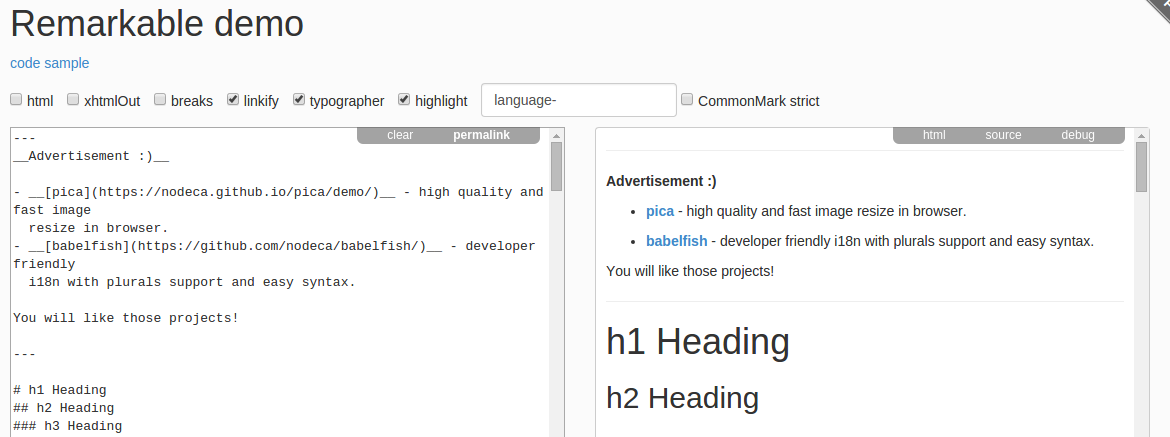 Remarkable demo
code sample
html xhtmlOut breaks linkify typographer highlight language- CommonMark strict
clear permalink
---
__Advertisement :)__
- __[pica](https://nodeca.github.io/pica/demo/)__ - high quality and
fast image
resize in browser.
- __[babelfish](https://github.com/nodeca/babelfish/)__ - developer
friendly
i18n with plurals support and easy syntax.
You will like those projects!
---
# h1 Heading
## h2 Heading
### h3 Heading
html source debug
Advertisement :)
• pica - high quality and fast image resize in browser.
• babelfish - developer friendly i18n with plurals support and easy syntax.
You will like those projects!
h1 Heading
h2 Heading